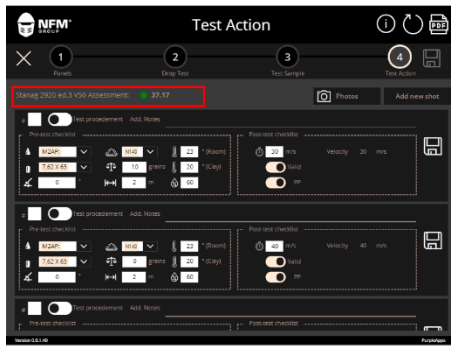 NFM®
GROUP
Test Action
PDF
1
2
3
4
Panels
Drop Test
Test Sample
Test Action
Stanag 2920 ed.3 V50 Assessment: 37.17
Photos
Add new shot
# Test procedement Add. Notes
Pre-test checklist
Post-test checklist
M2AP; N140 23 ° (Room)
30 m/s Velocity 30 m/s
7,62 X 63 10 grains 20 ° (Clay)
Valid
0 ° 2 m 60
PP
# Test procedement Add. Notes
Pre-test checklist
Post-test checklist
M2AP; N140 23 ° (Room)
40 m/s Velocity 40 m/s
7,62 X 63 0 grains 20 ° (Clay)
Valid
0 ° 2 m 60
PP
# Test procedement Add. Notes
Pre-test checklist
Post-test checklist
Version 0.8.1.40
PurpleApps